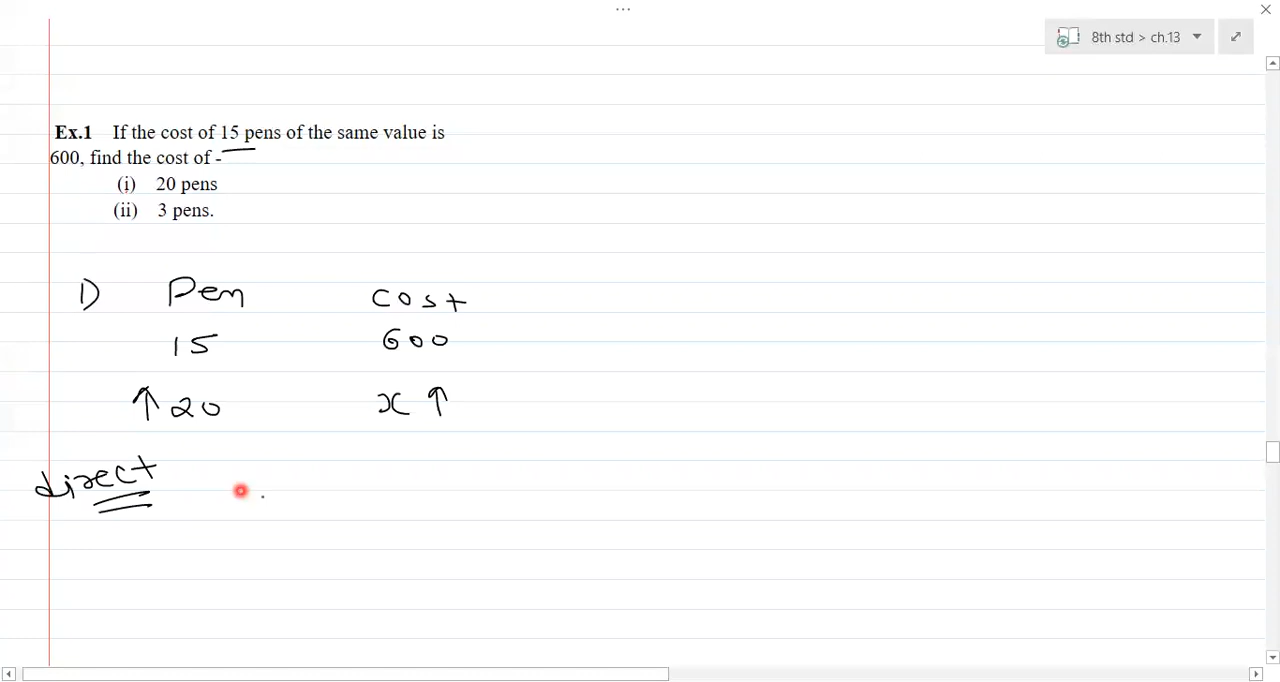 8th std > ch.13
Ex.1 If the cost of 15 pens of the same value is
600, find the cost of -
(i) 20 pens
(ii) 3 pens.
1) Pen cost
15 600
↑ 20 x ↑
direct